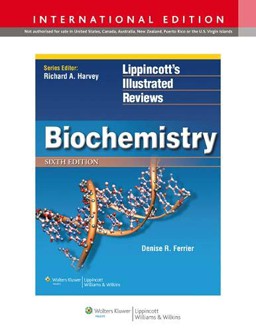 INTERNATIONAL EDITION
Not authorised for sale in United States, Canada, Australia, New Zealand, Puerto Rico or the U.S. Virgin Islands
Series Editor:
Richard A. Harvey
Lippincott's
Illustrated
Reviews
Biochemistry
SIXTH EDITION
Denise R. Ferrier
Wolters Kluwer
Lippincott
Williams & Wilkins
Wolters Kluwer
Lippincott
Williams & Wilkins